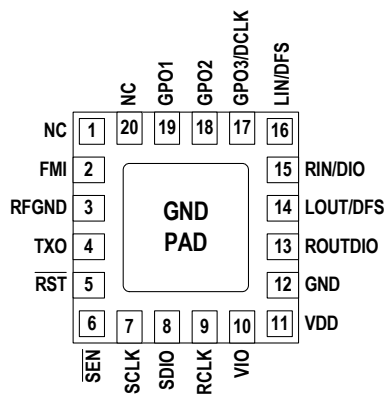 NC
GPO1
GPO2
GPO3/DCLK
LIN/DFS
NC 1 20 19 18 17 16
FMI 2 15 RIN/DIO
RFGND 3 GND PAD 14 LOUT/DFS
TXO 4 13 ROUTDIO
RST 5 12 GND
6 7 8 9 10 11 VDD
SEN
SCLK
SDIO
RCLK
VIO